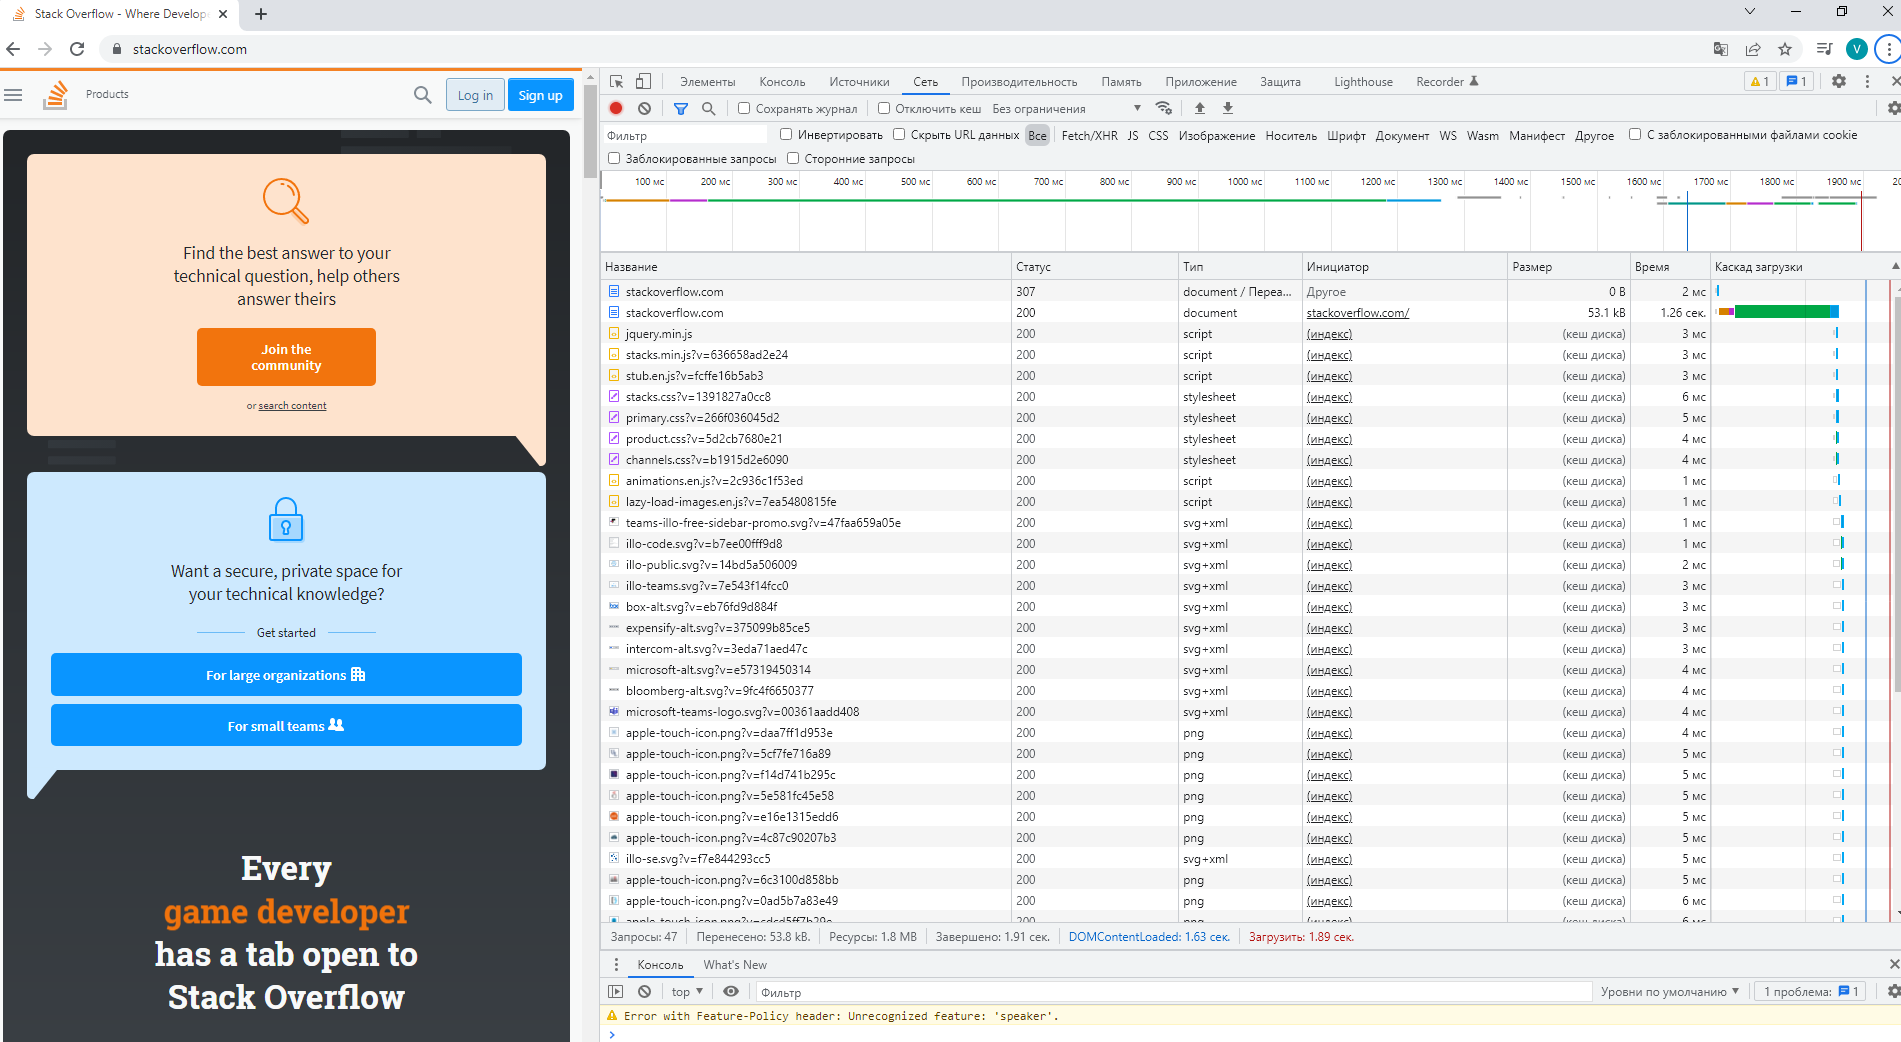 Stack Overflow - Where Develop
stackoverflow.com
V
Products
Log in
Sign up
Find the best answer to your
technical question, help others
answer theirs
Join the
community
or search content
Want a secure, private space for
your technical knowledge?
Get started
For large organizations
For small teams
Every
game developer
has a tab open to
Stack Overflow
Элементы Консоль Источники Сеть Производительность Память Приложение Защита Lighthouse Recorder 1 1
Сохранять журнал Отключить кеш Без ограничения
Фильтр Инвертировать Скрыть URL данных Все Fetch/XHR JS CSS Изображение Носитель Шрифт Документ WS Wasm Манифест Другое С заблокированными файлами cookie
Заблокированные запросы Сторонние запросы
100 мс 200 мс 300 мс 400 мс 500 мс 600 мс 700 мс 800 мс 900 мс 1000 мс 1100 мс 1200 мс 1300 мс 1400 мс 1500 мс 1600 мс 1700 мс 1800 мс 1900 мс
Название Статус Тип Инициатор Размер Время Каскад загрузки
stackoverflow.com 307 document / Переа... Другое 0 B 2 мс
stackoverflow.com 200 document stackoverflow.com/ 53.1 kB 1.26 сек.
jquery.min.js 200 script (индекс) (кеш диска) 3 мс
stacks.min.js?v=636658ad2e24 200 script (индекс) (кеш диска) 3 мс
stub.en.js?v=fcffe16b5ab3 200 script (индекс) (кеш диска) 3 мс
stacks.css?v=1391827a0cc8 200 stylesheet (индекс) (кеш диска) 6 мс
primary.css?v=266f036045d2 200 stylesheet (индекс) (кеш диска) 5 мс
product.css?v=5d2cb7680e21 200 stylesheet (индекс) (кеш диска) 4 мс
channels.css?v=b1915d2e6090 200 stylesheet (индекс) (кеш диска) 4 мс
animations.en.js?v=2c936c1f53ed 200 script (индекс) (кеш диска) 1 мс
lazy-load-images.en.js?v=7ea5480815fe 200 script (индекс) (кеш диска) 1 мс
teams-illo-free-sidebar-promo.svg?v=47faa659a05e 200 svg+xml (индекс) (кеш диска) 1 мс
illo-code.svg?v=b7ee00fff9d8 200 svg+xml (индекс) (кеш диска) 1 мс
illo-public.svg?v=14bd5a506009 200 svg+xml (индекс) (кеш диска) 2 мс
illo-teams.svg?v=7e543f14fcc0 200 svg+xml (индекс) (кеш диска) 3 мс
box-alt.svg?v=eb76fd9d884f 200 svg+xml (индекс) (кеш диска) 3 мс
expensify-alt.svg?v=375099b85ce5 200 svg+xml (индекс) (кеш диска) 3 мс
intercom-alt.svg?v=3eda71aed47c 200 svg+xml (индекс) (кеш диска) 3 мс
microsoft-alt.svg?v=e57319450314 200 svg+xml (индекс) (кеш диска) 4 мс
bloomberg-alt.svg?v=9fc4f6650377 200 svg+xml (индекс) (кеш диска) 4 мс
microsoft-teams-logo.svg?v=00361aadd408 200 svg+xml (индекс) (кеш диска) 4 мс
apple-touch-icon.png?v=daa7ff1d953e 200 png (индекс) (кеш диска) 4 мс
apple-touch-icon.png?v=5cf7fe716a89 200 png (индекс) (кеш диска) 5 мс
apple-touch-icon.png?v=f14d741b295c 200 png (индекс) (кеш диска) 5 мс
apple-touch-icon.png?v=5e581fc45e58 200 png (индекс) (кеш диска) 5 мс
apple-touch-icon.png?v=e16e1315edd6 200 png (индекс) (кеш диска) 5 мс
apple-touch-icon.png?v=4c87c90207b3 200 png (индекс) (кеш диска) 5 мс
illo-se.svg?v=f7e844293cc5 200 svg+xml (индекс) (кеш диска) 5 мс
apple-touch-icon.png?v=6c3100d858bb 200 png (индекс) (кеш диска) 5 мс
apple-touch-icon.png?v=0ad5b7a83e49 200 png (индекс) (кеш диска) 6 мс
200 png (индекс) (кеш диска) 6 мс
Запросы: 47 Перенесено: 53.8 kB. Ресурсы: 1.8 MB Завершено: 1.91 сек. DOMContentLoaded: 1.63 сек. Загрузить: 1.89 сек.
Консоль What's New
top Фильтр Уровни по умолчанию 1 проблема: 1
Error with Feature-Policy header: Unrecognized feature: 'speaker'.